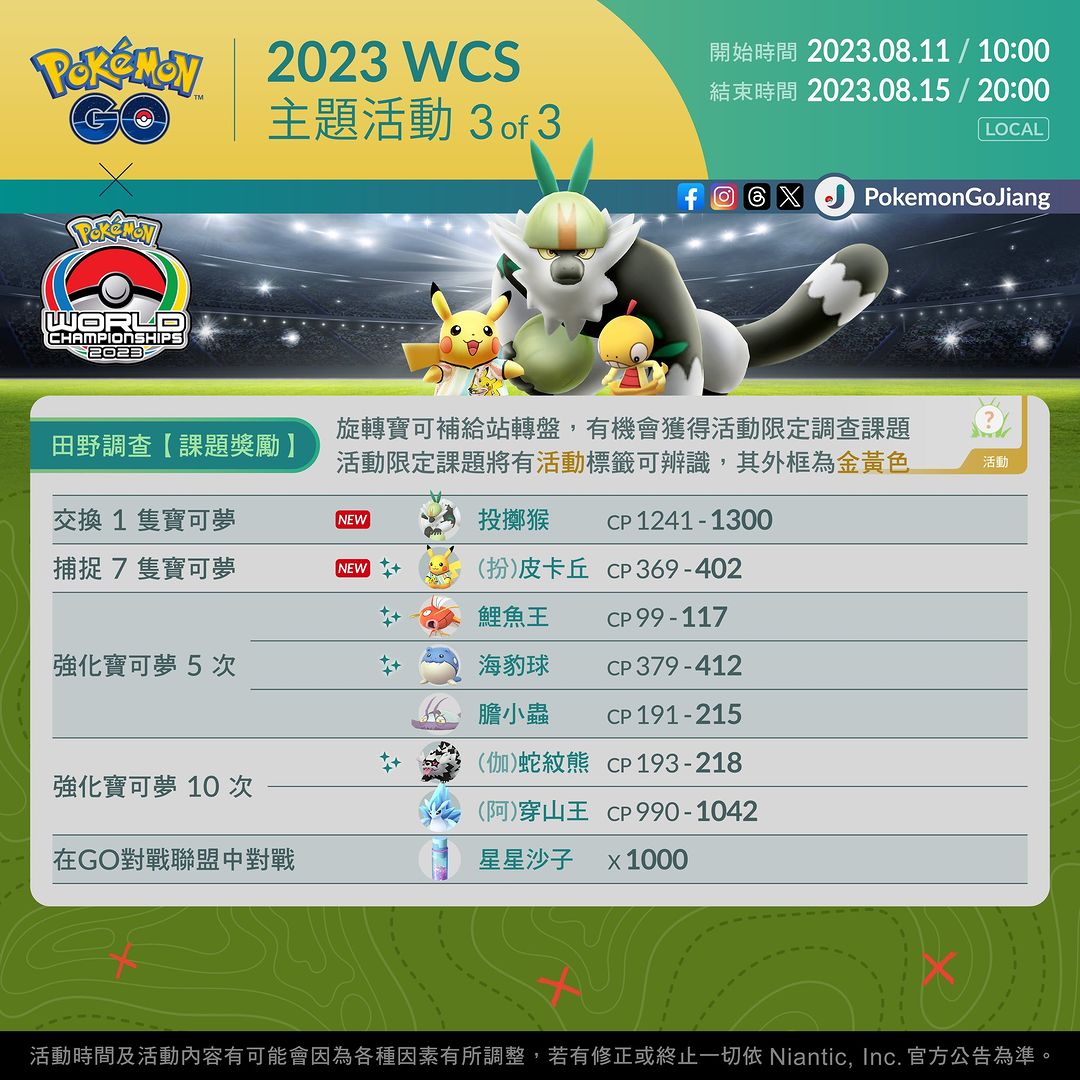 POKÉMON
GO
TM
2023 WCS
主題活動 3 of 3
開始時間 2023.08.11 / 10:00
結束時間 2023.08.15 / 20:00
LOCAL
PokemonGoJiang
POKÉMON
WORLD
CHAMPIONSHIPS
2023
田野調查【課題獎勵】
旋轉寶可補給站轉盤，有機會獲得活動限定調查課題
活動限定課題將有活動標籤可辨識，其外框為金黃色
?
活動
交換 1 隻寶可夢 NEW 投擲猴 CP 1241 - 1300
捕捉 7 隻寶可夢 NEW (扮)皮卡丘 CP 369 - 402
強化寶可夢 5 次
鯉魚王 CP 99 - 117
海豹球 CP 379 - 412
膽小蟲 CP 191 - 215
強化寶可夢 10 次
(伽)蛇紋熊 CP 193 - 218
(阿)穿山王 CP 990 - 1042
在GO對戰聯盟中對戰 星星沙子 x 1000
活動時間及活動內容有可能會因為各種因素有所調整，若有修正或終止一切依 Niantic, Inc. 官方公告為準。